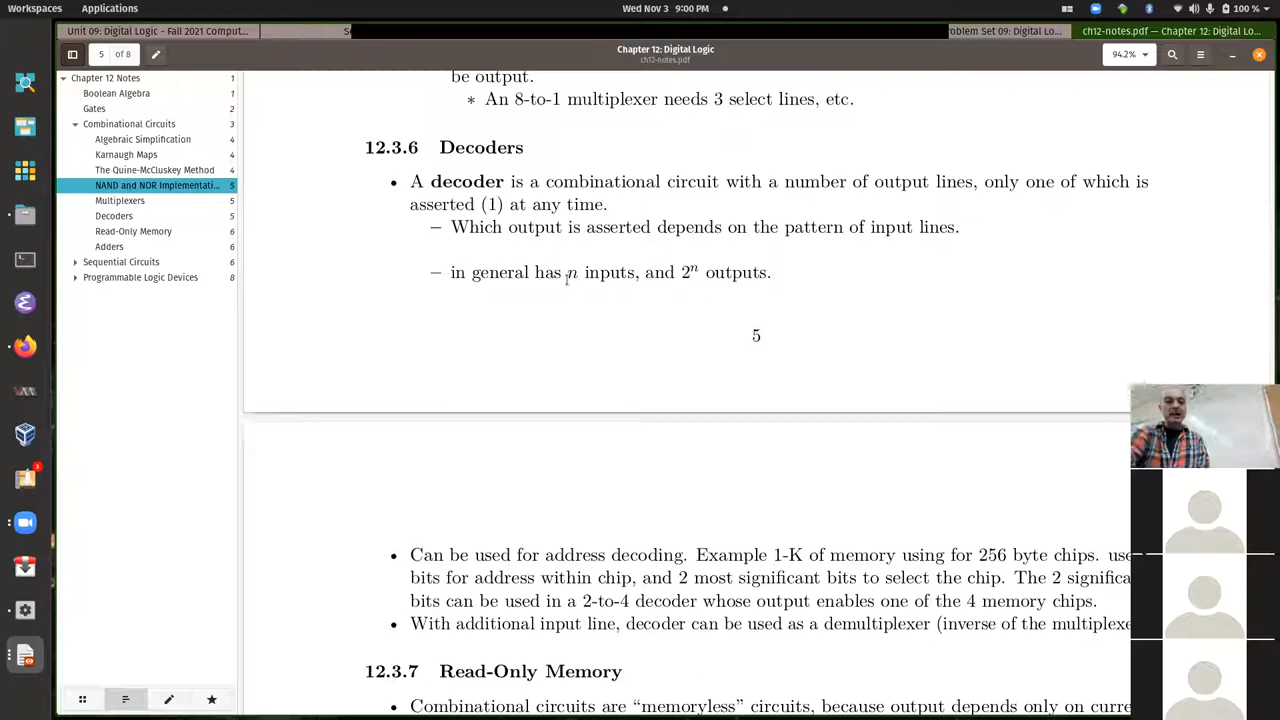 Workspaces Applications Wed Nov 3 9:00 PM 100 %
Unit 09: Digital Logic - Fall 2021 Comput... oblem Set 09: Digital Lo... ch12-notes.pdf — Chapter 12: Digital Lo...
5 of 8 Chapter 12: Digital Logic 94.2%
ch12-notes.pdf
Chapter 12 Notes 1
Boolean Algebra 1
Gates 2
Combinational Circuits 3
Algebraic Simplification 4
Karnaugh Maps 4
The Quine-McCluskey Method 4
NAND and NOR Implementati... 5
Multiplexers 5
Decoders 5
Read-Only Memory 6
Adders 6
Sequential Circuits 6
Programmable Logic Devices 8
be output.
* An 8-to-1 multiplexer needs 3 select lines, etc.
12.3.6 Decoders
• A decoder is a combinational circuit with a number of output lines, only one of which is
asserted (1) at any time.
– Which output is asserted depends on the pattern of input lines.
– in general has n inputs, and 2ⁿ outputs.
5
• Can be used for address decoding. Example 1-K of memory using for 256 byte chips. use
bits for address within chip, and 2 most significant bits to select the chip. The 2 significa
bits can be used in a 2-to-4 decoder whose output enables one of the 4 memory chips.
• With additional input line, decoder can be used as a demultiplexer (inverse of the multiplexe
12.3.7 Read-Only Memory
• Combinational circuits are “memoryless” circuits, because output depends only on curre